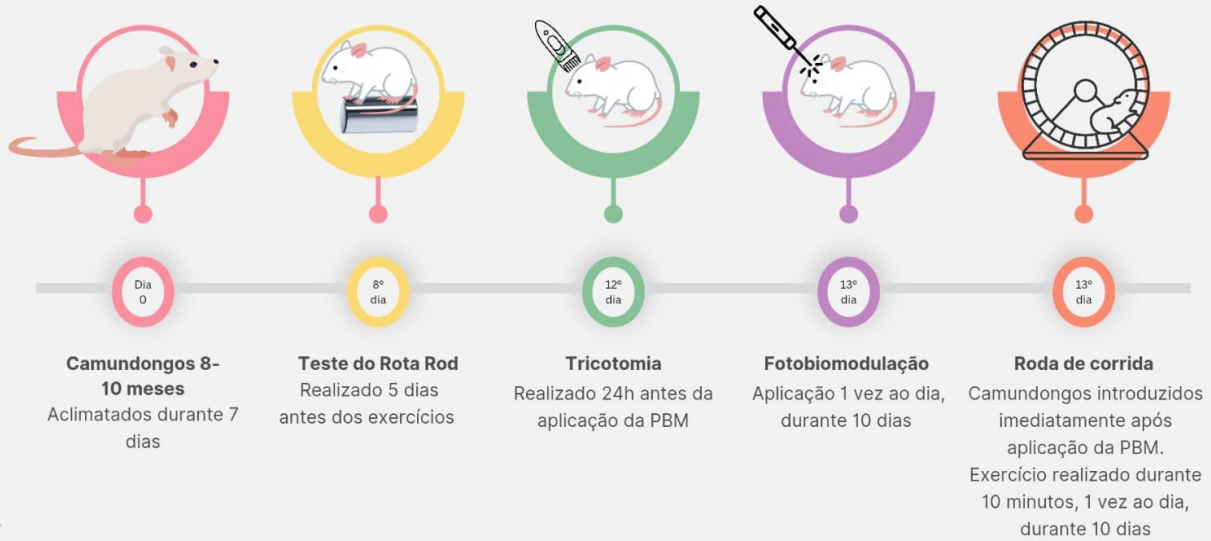 Dia
0
8º
dia
12º
dia
13º
dia
13º
dia
Camundongos 8-
10 meses
Aclimatados durante 7
dias
Teste do Rota Rod
Realizado 5 dias
antes dos exercícios
Tricotomia
Realizado 24h antes da
aplicação da PBM
Fotobiomodulação
Aplicação 1 vez ao dia,
durante 10 dias
Roda de corrida
Camundongos introduzidos
imediatamente após
aplicação da PBM.
Exercício realizado durante
10 minutos, 1 vez ao dia,
durante 10 dias